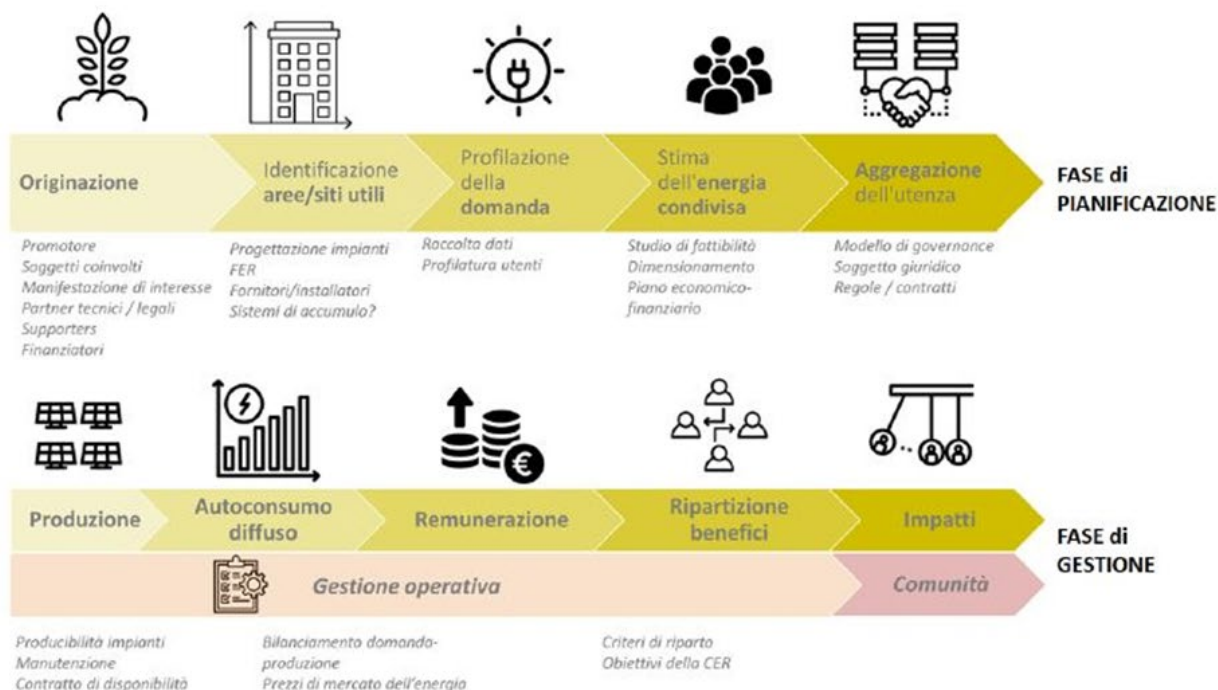 Originazione
Identificazione
aree/siti utili
Profilazione
della
domanda
Stima
dell'energia
condivisa
Aggregazione
dell'utenza
FASE di
PIANIFICAZIONE
Promotore
Soggetti coinvolti
Manifestazione di interesse
Partner tecnici / legali
Supporters
Finanziatori
Progettazione impianti
FER
Fornitori/installatori
Sistemi di accumulo?
Raccolta dati
Profilatura utenti
Studio di fattibilità
Dimensionamento
Piano economico-
finanziario
Modello di governance
Soggetto giuridico
Regole / contratti
€
Produzione
Autoconsumo
diffuso
Remunerazione
Ripartizione
benefici
Impatti
FASE di
GESTIONE
Gestione operativa
Comunità
Producibilità impianti
Manutenzione
Contratto di disponibilità
Bilanciamento domanda-
produzione
Prezzi di mercato dell'energia
Criteri di riparto
Obiettivi della CER